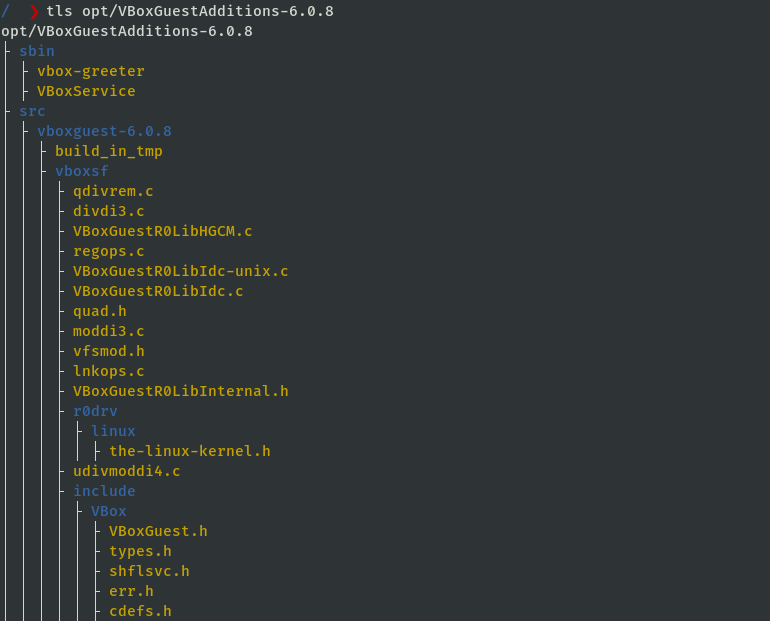 / ❯ tls opt/VBoxGuestAdditions-6.0.8
opt/VBoxGuestAdditions-6.0.8
sbin
vbox-greeter
VBoxService
src
vboxguest-6.0.8
build_in_tmp
vboxsf
qdivrem.c
divdi3.c
VBoxGuestR0LibHGCM.c
regops.c
VBoxGuestR0LibIdc-unix.c
VBoxGuestR0LibIdc.c
quad.h
moddi3.c
vfsmod.h
lnkops.c
VBoxGuestR0LibInternal.h
r0drv
linux
the-linux-kernel.h
udivmoddi4.c
include
VBox
VBoxGuest.h
types.h
shflsvc.h
err.h
cdefs.h